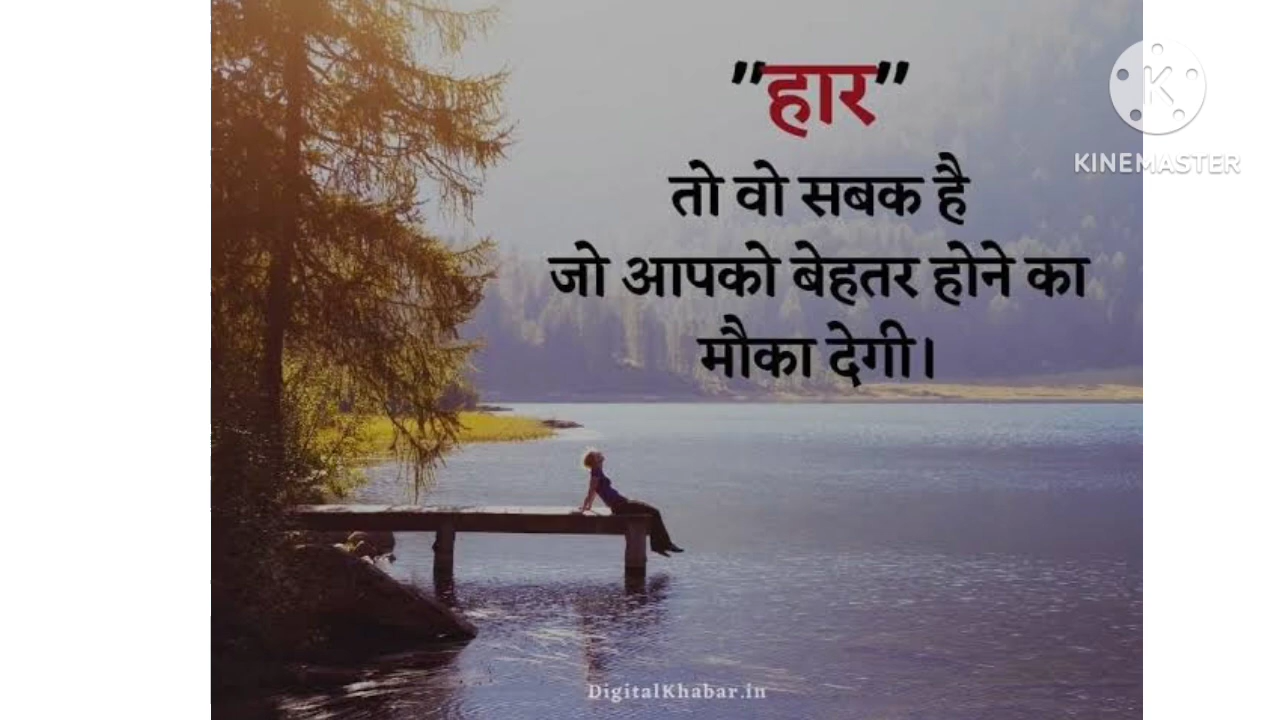 "हार"
तो वो सबक है
जो आपको बेहतर होने का
मौका देगी।
K
KINEMASTER
DigitalKhabar.in